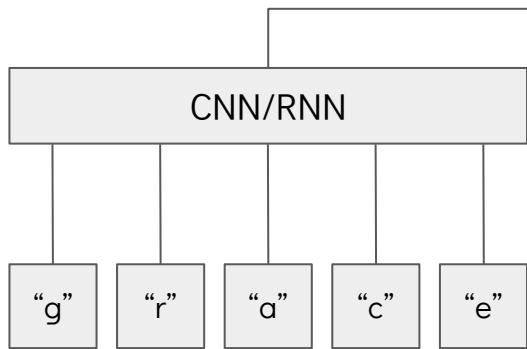 CNN/RNN
“g” “r” “a” “c” “e”